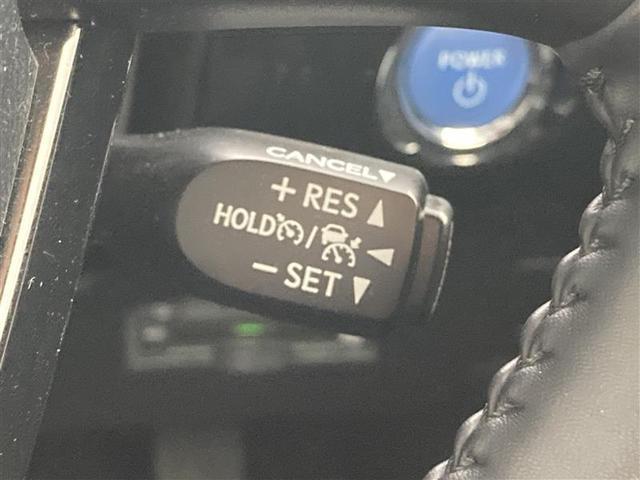 POWER
CANCEL▼
+ RES ▲
HOLD / ◀
− SET ▼